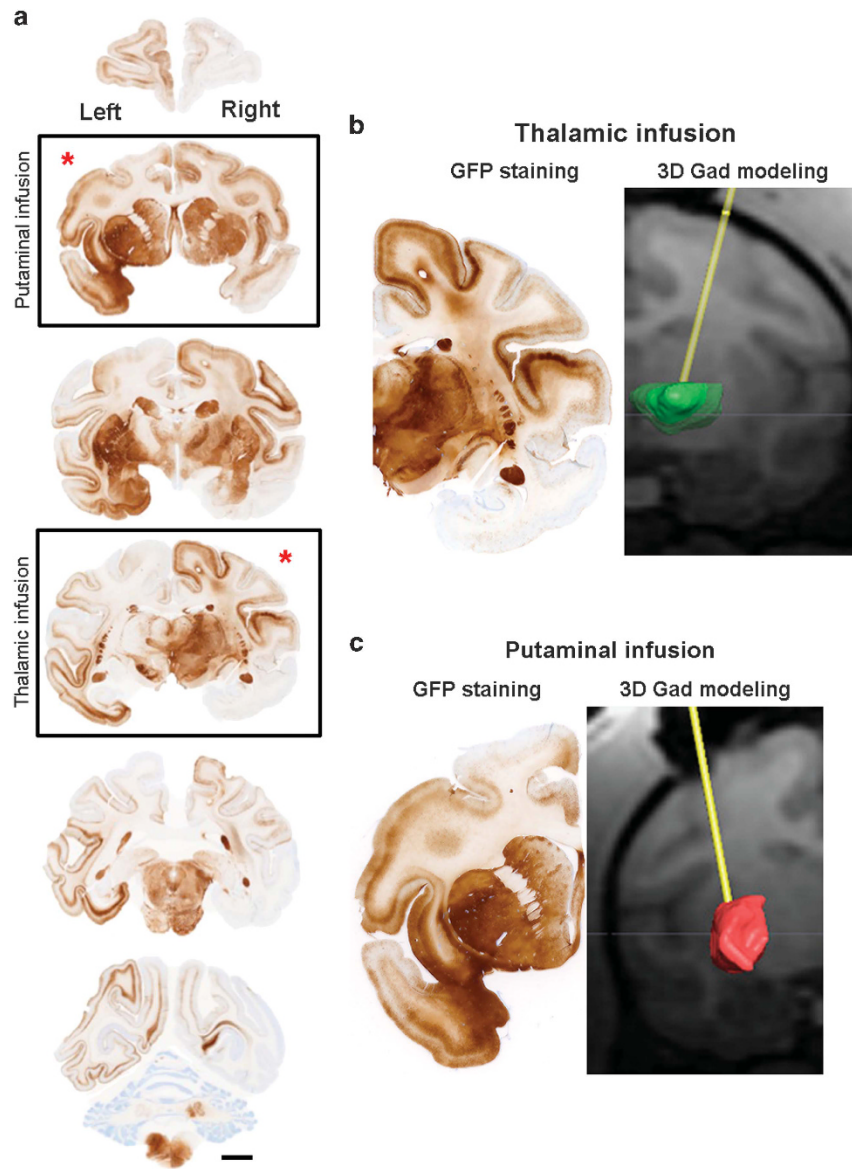 a
Left
Right
Putaminal infusion
*
Thalamic infusion
*
b
Thalamic infusion
GFP staining
3D Gad modeling
c
Putaminal infusion
GFP staining
3D Gad modeling